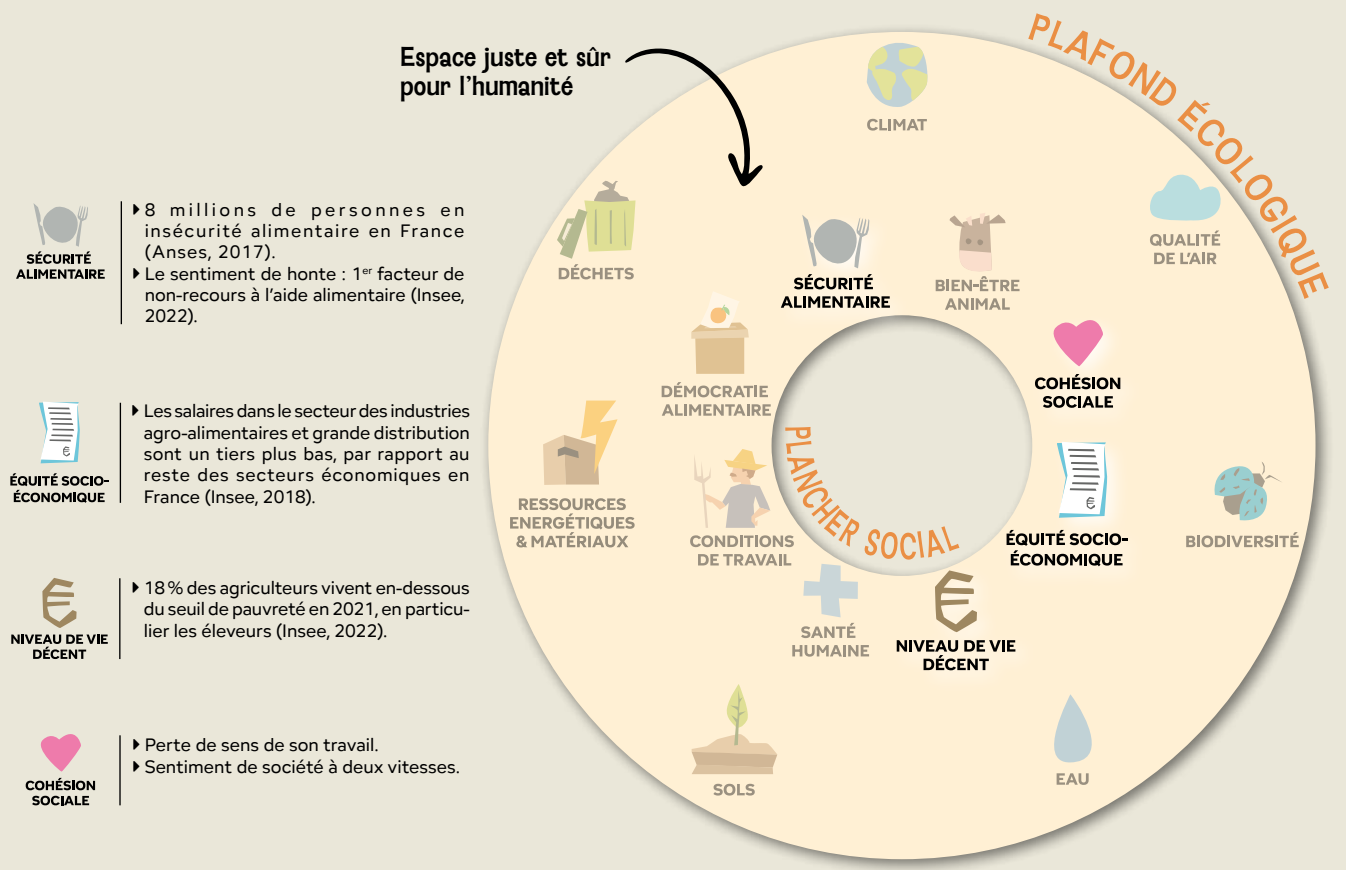 Espace juste et sûr
pour l'humanité
PLAFOND ÉCOLOGIQUE
SÉCURITÉ
ALIMENTAIRE
8 millions de personnes en
insécurité alimentaire en France
(Anses, 2017).
Le sentiment de honte : 1er facteur de
non-recours à l'aide alimentaire (Insee,
2022).
ÉQUITÉ SOCIO-
ÉCONOMIQUE
Les salaires dans le secteur des industries
agro-alimentaires et grande distribution
sont un tiers plus bas, par rapport au
reste des secteurs économiques en
France (Insee, 2018).
NIVEAU DE VIE
DÉCENT
18 % des agriculteurs vivent en-dessous
du seuil de pauvreté en 2021, en particu-
lier les éleveurs (Insee, 2022).
COHÉSION
SOCIALE
Perte de sens de son travail.
Sentiment de société à deux vitesses.
CLIMAT
DÉCHETS
SÉCURITÉ
ALIMENTAIRE
BIEN-ÊTRE
ANIMAL
QUALITÉ
DE L'AIR
DÉMOCRATIE
ALIMENTAIRE
COHÉSION
SOCIALE
PLANCHER SOCIAL
RESSOURCES
ENERGÉTIQUES
& MATÉRIAUX
CONDITIONS
DE TRAVAIL
ÉQUITÉ SOCIO-
ÉCONOMIQUE
BIODIVERSITÉ
SANTÉ
HUMAINE
NIVEAU DE VIE
DÉCENT
SOLS
EAU